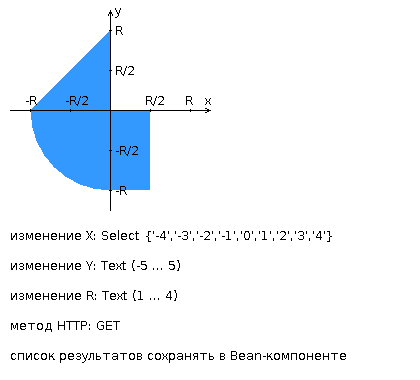 y
R
R/2
-R -R/2 R/2 R x
-R/2
-R
изменение X: Select {'-4','-3','-2','-1','0','1','2','3','4'}
изменение Y: Text (-5 ... 5)
изменение R: Text (1 ... 4)
метод HTTP: GET
список результатов сохранять в Bean-компоненте